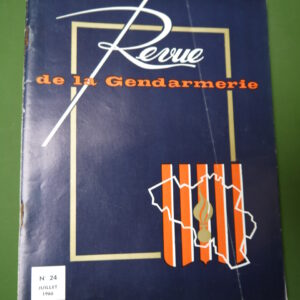 Revue
de la Gendarmerie
N 24
JUILLET
1966